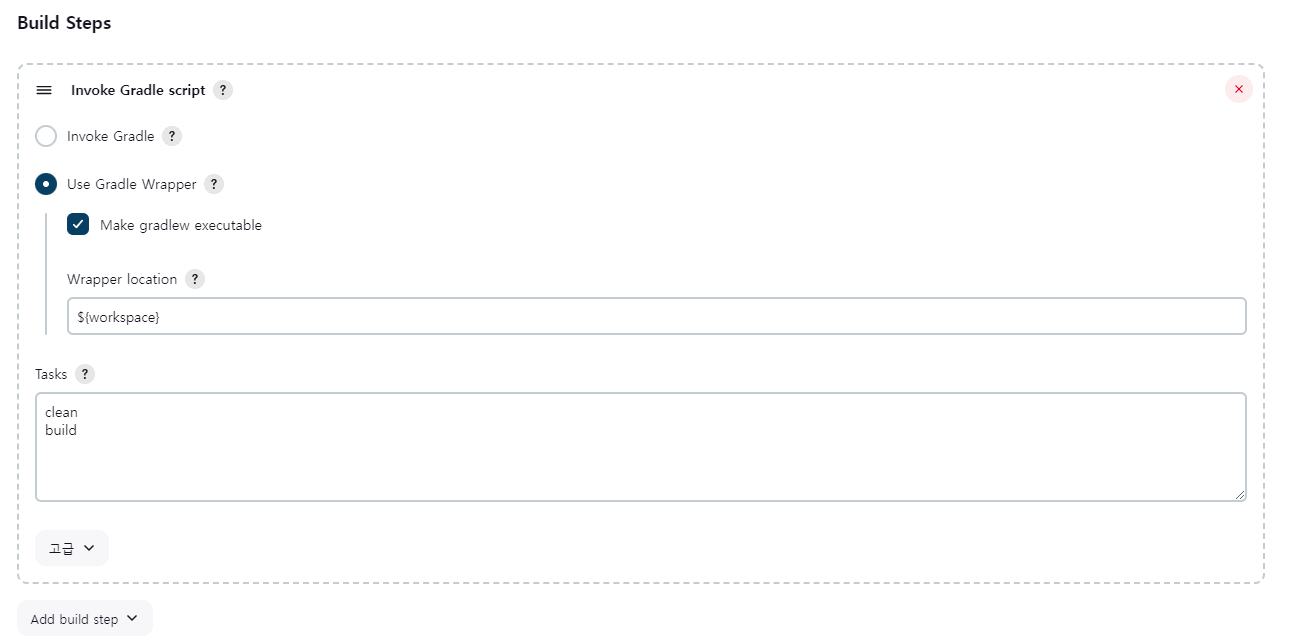 Build Steps
Invoke Gradle script ?
Invoke Gradle ?
Use Gradle Wrapper ?
Make gradlew executable
Wrapper location ?
${workspace}
Tasks ?
clean
build
고급
Add build step